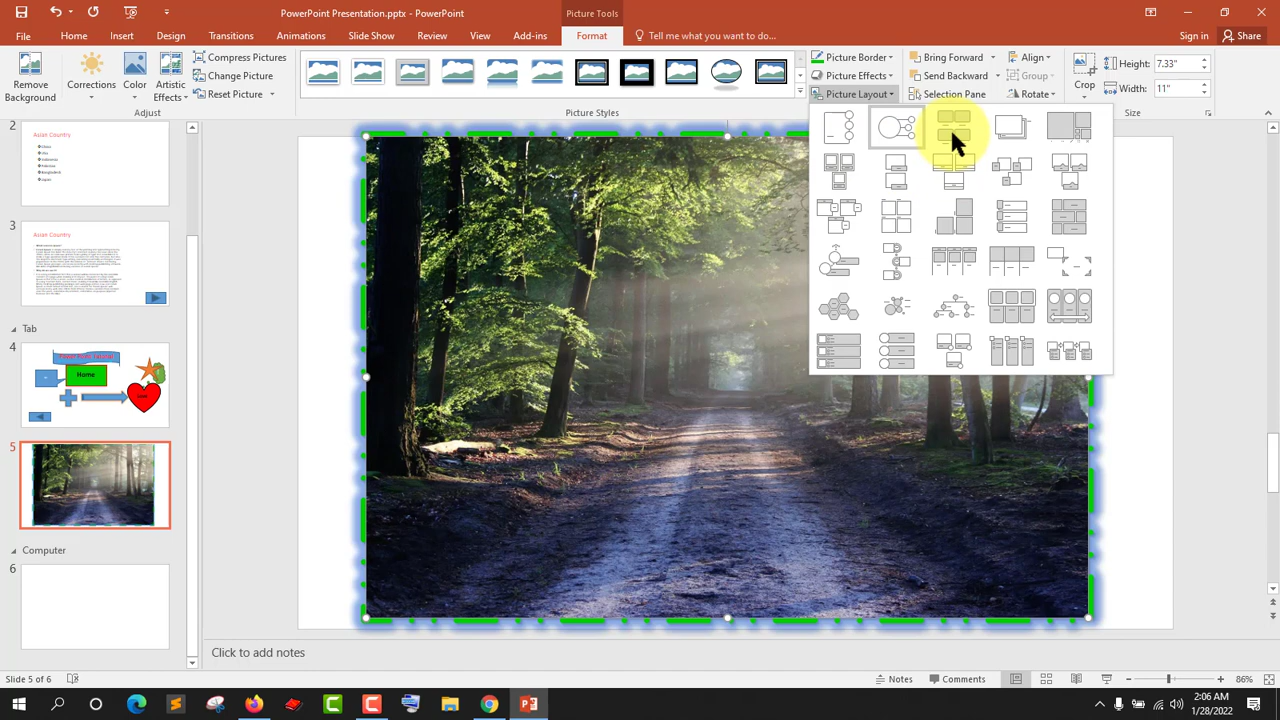 PowerPoint Presentation.pptx - PowerPoint
Picture Tools
File
Home
Insert
Design
Transitions
Animations
Slide Show
Review
View
Add-ins
Format
Tell me what you want to do...
Sign in
Share
Remove Background
Corrections
Color
Artistic Effects
Compress Pictures
Change Picture
Reset Picture
Picture Border
Picture Effects
Picture Layout
Bring Forward
Send Backward
Selection Pane
Align
Group
Rotate
Crop
Height: 7.33"
Width: 11"
Adjust
Picture Styles
Size
2
Asian Country
3
Asian Country
Tab
4
Home
5
Computer
6
Click to add notes
Slide 5 of 6
Notes
Comments
86%
2:06 AM
1/28/2022